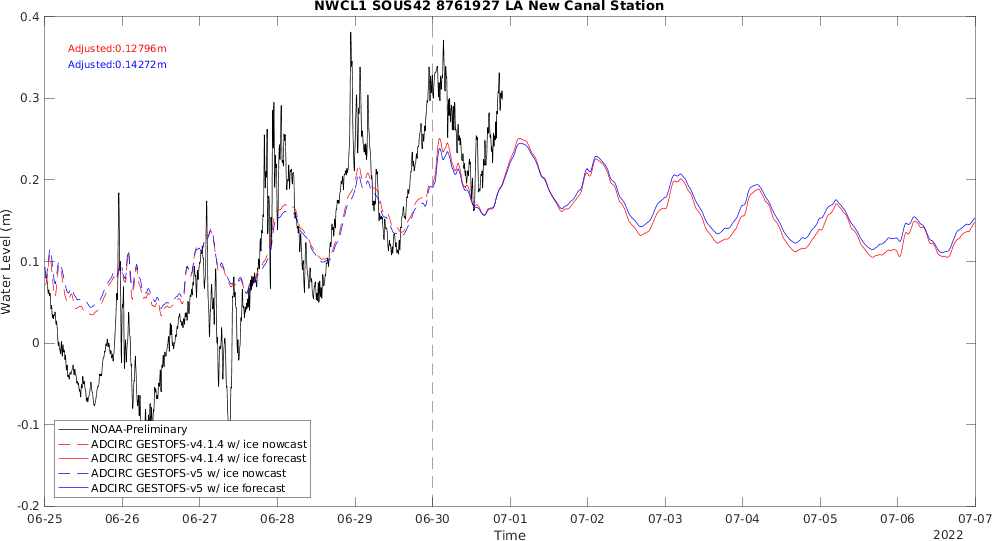 NWCL1 SOUS42 8761927 LA New Canal Station
0.4
0.3
0.2
0.1
0
-0.1
-0.2
Water Level (m)
Adjusted:0.12796m
Adjusted:0.14272m
NOAA-Preliminary
ADCIRC GESTOFS-v4.1.4 w/ ice nowcast
ADCIRC GESTOFS-v4.1.4 w/ ice forecast
ADCIRC GESTOFS-v5 w/ ice nowcast
ADCIRC GESTOFS-v5 w/ ice forecast
06-25 06-26 06-27 06-28 06-29 06-30 07-01 07-02 07-03 07-04 07-05 07-06 07-07
Time
2022